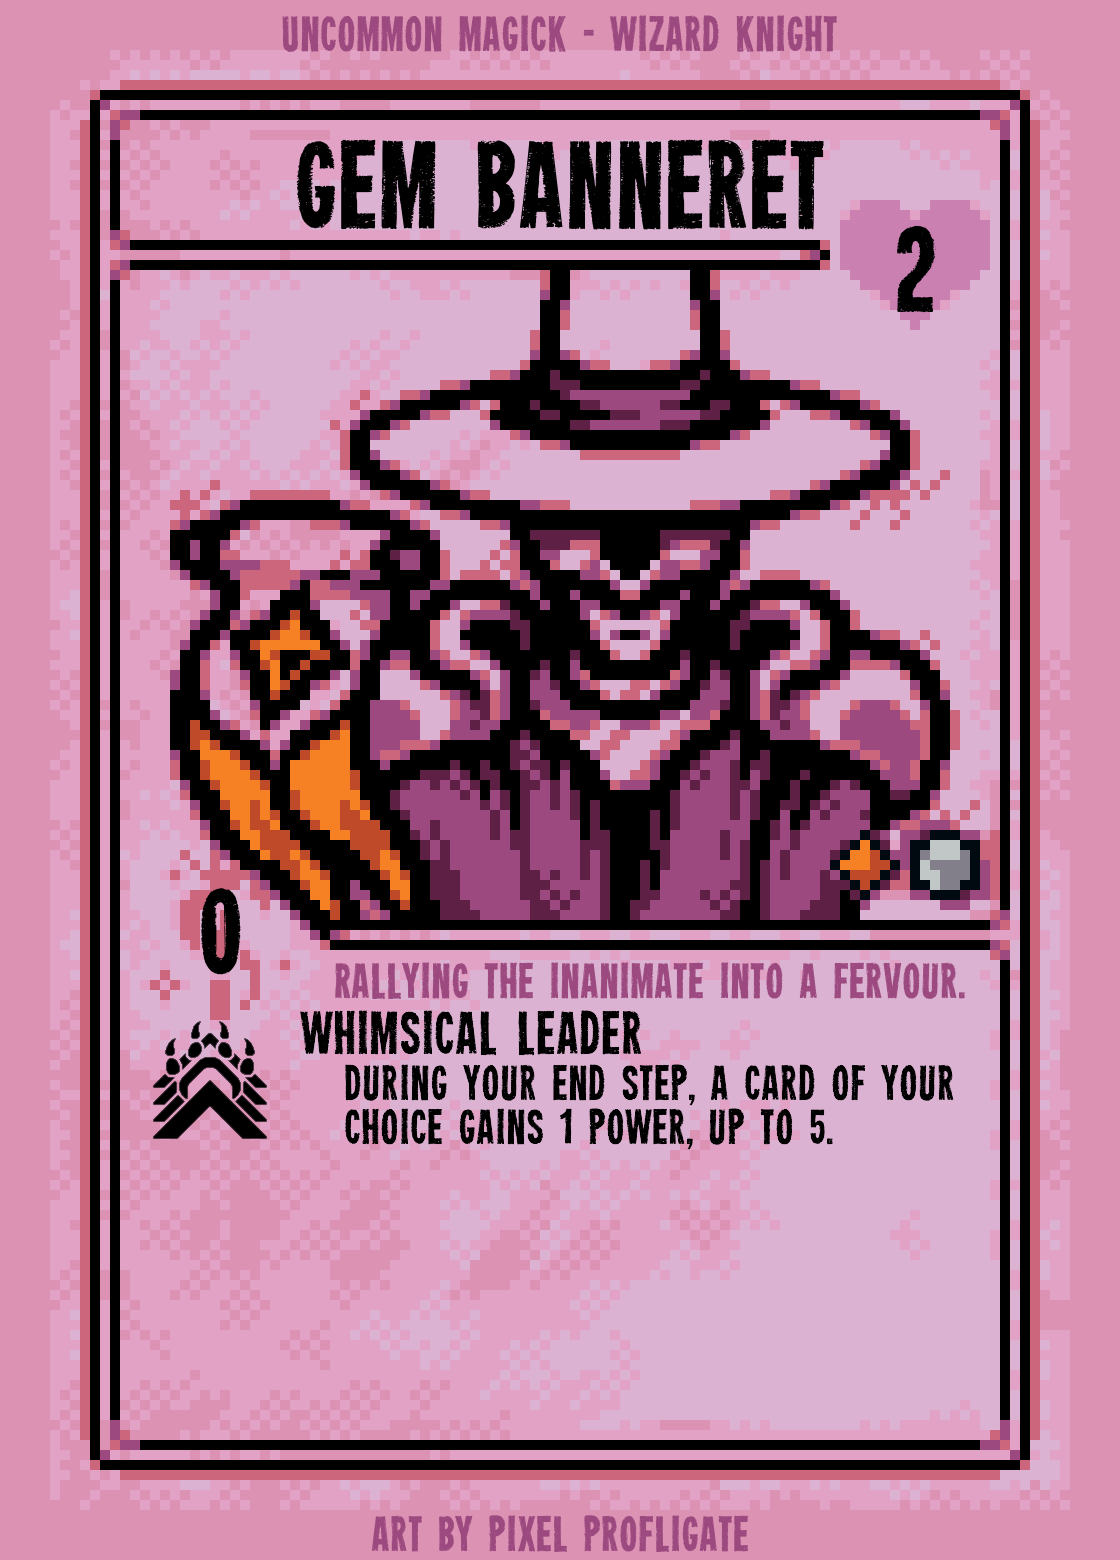 UNCOMMON MAGICK - WIZARD KNIGHT
GEM BANNERET
2
0
RALLYING THE INANIMATE INTO A FERVOUR.
WHIMSICAL LEADER
DURING YOUR END STEP, A CARD OF YOUR
CHOICE GAINS 1 POWER, UP TO 5.
ART BY PIXEL PROFLIGATE